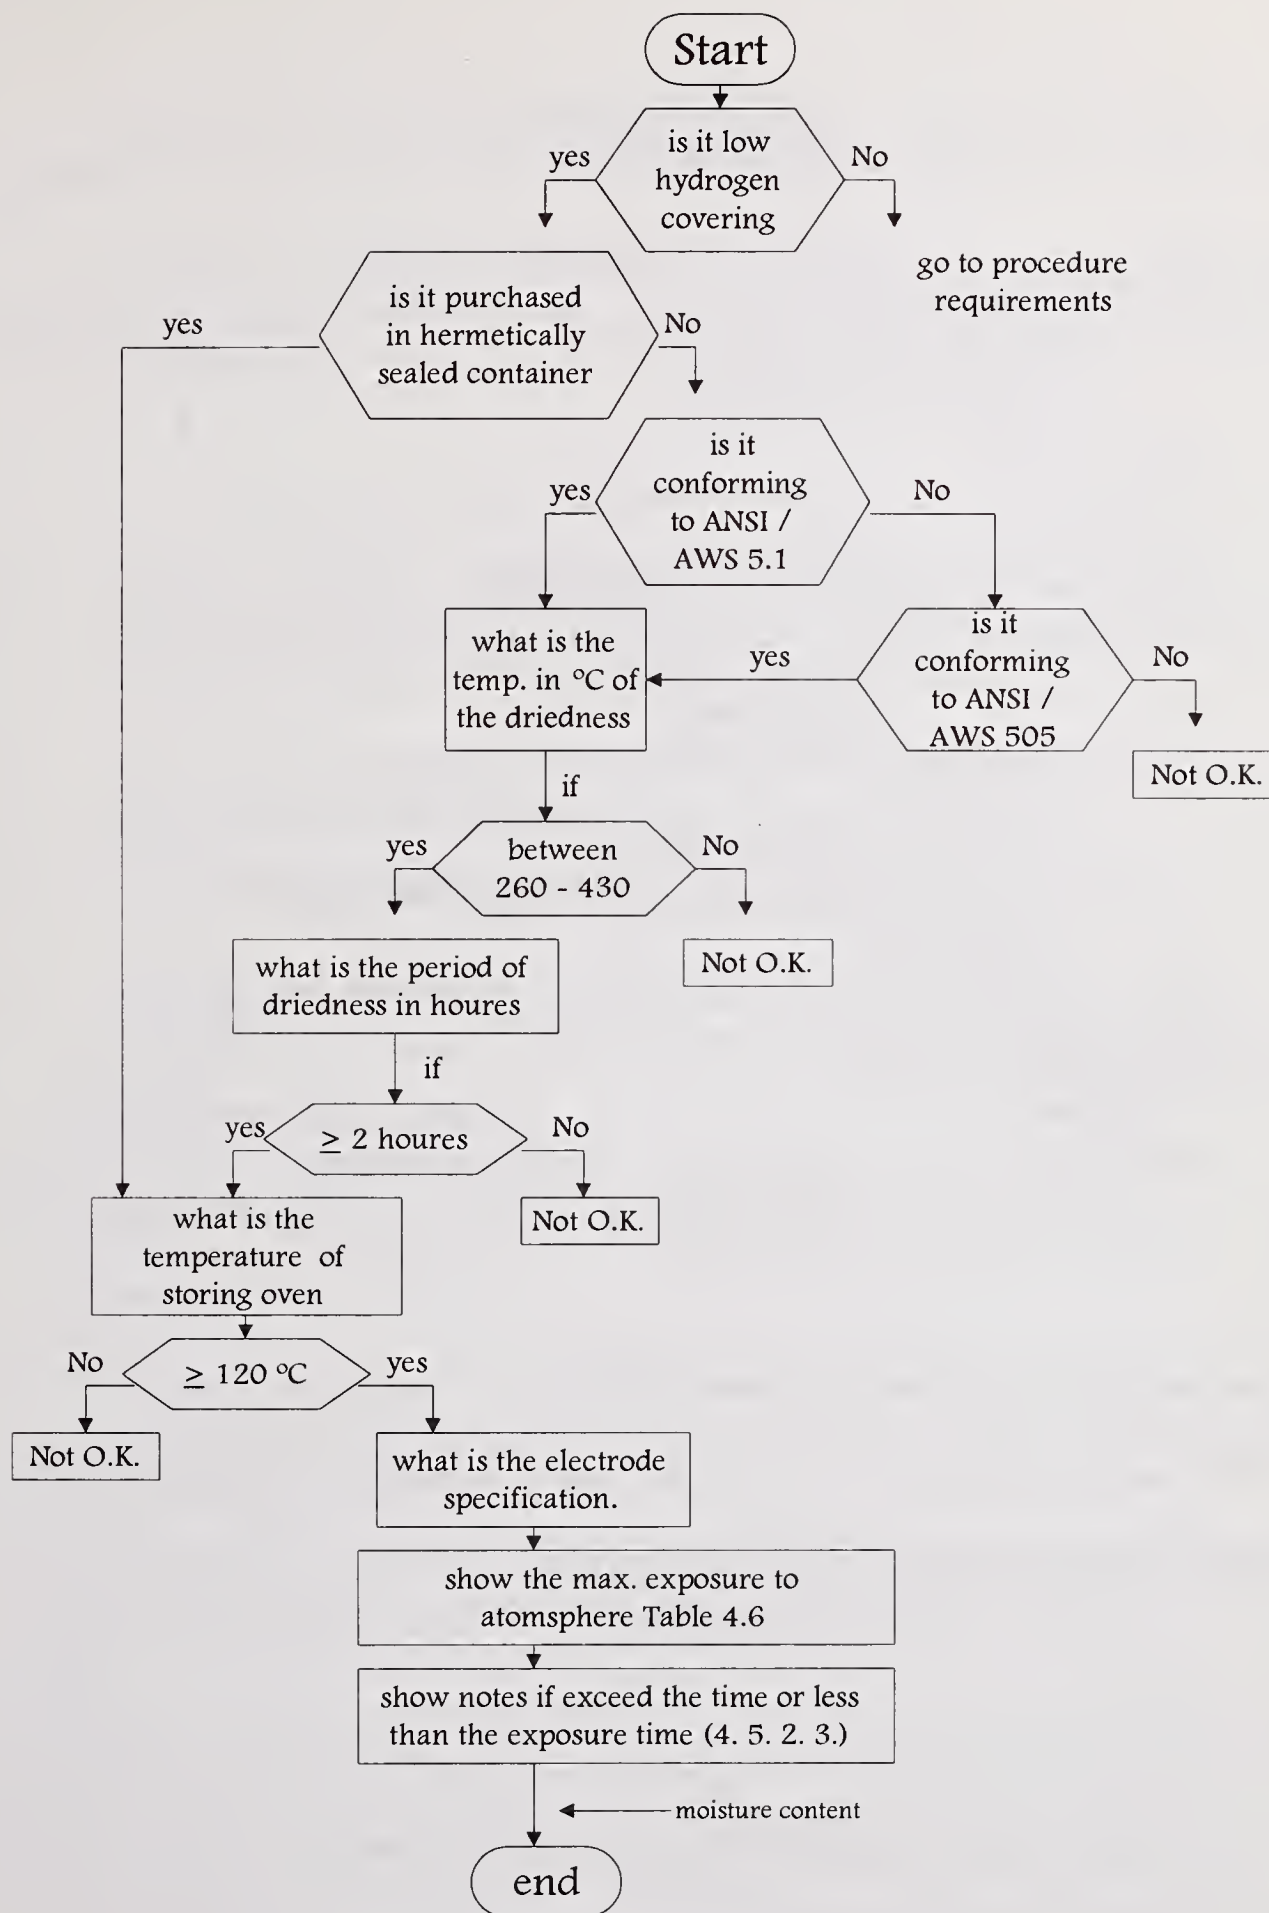 Start
is it low
hydrogen
covering
yes
No
go to procedure
requirements
is it purchased
in hermetically
sealed container
yes
No
is it
conforming
to ANSI /
AWS 5.1
yes
No
what is the
temp. in °C of
the driedness
yes
is it
conforming
to ANSI /
AWS 505
No
Not O.K.
if
yes
between
260 - 430
No
Not O.K.
what is the period of
driedness in houres
if
yes
≥ 2 houres
No
Not O.K.
what is the
temperature of
storing oven
No
≥ 120 °C
yes
Not O.K.
what is the electrode
specification.
show the max. exposure to
atomsphere Table 4.6
show notes if exceed the time or less
than the exposure time (4. 5. 2. 3.)
moisture content
end